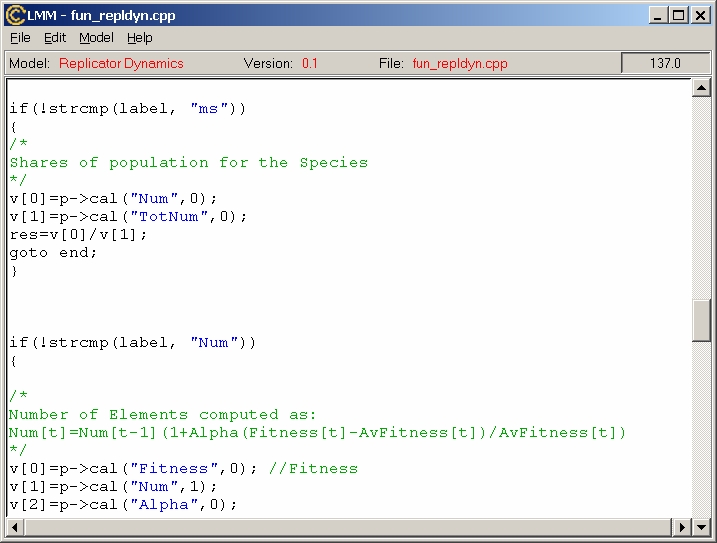 LMM - fun_repldyn.cpp
File Edit Model Help
Model: Replicator Dynamics Version: 0.1 File: fun_repldyn.cpp 137.0
if(!strcmp(label, "ms"))
{
/*
Shares of population for the Species
*/
v[0]=p->cal("Num",0);
v[1]=p->cal("TotNum",0);
res=v[0]/v[1];
goto end;
}
if(!strcmp(label, "Num"))
{
/*
Number of Elements computed as:
Num[t]=Num[t-1](1+Alpha(Fitness[t]-AvFitness[t])/AvFitness[t])
*/
v[0]=p->cal("Fitness",0); //Fitness
v[1]=p->cal("Num",1);
v[2]=p->cal("Alpha",0);